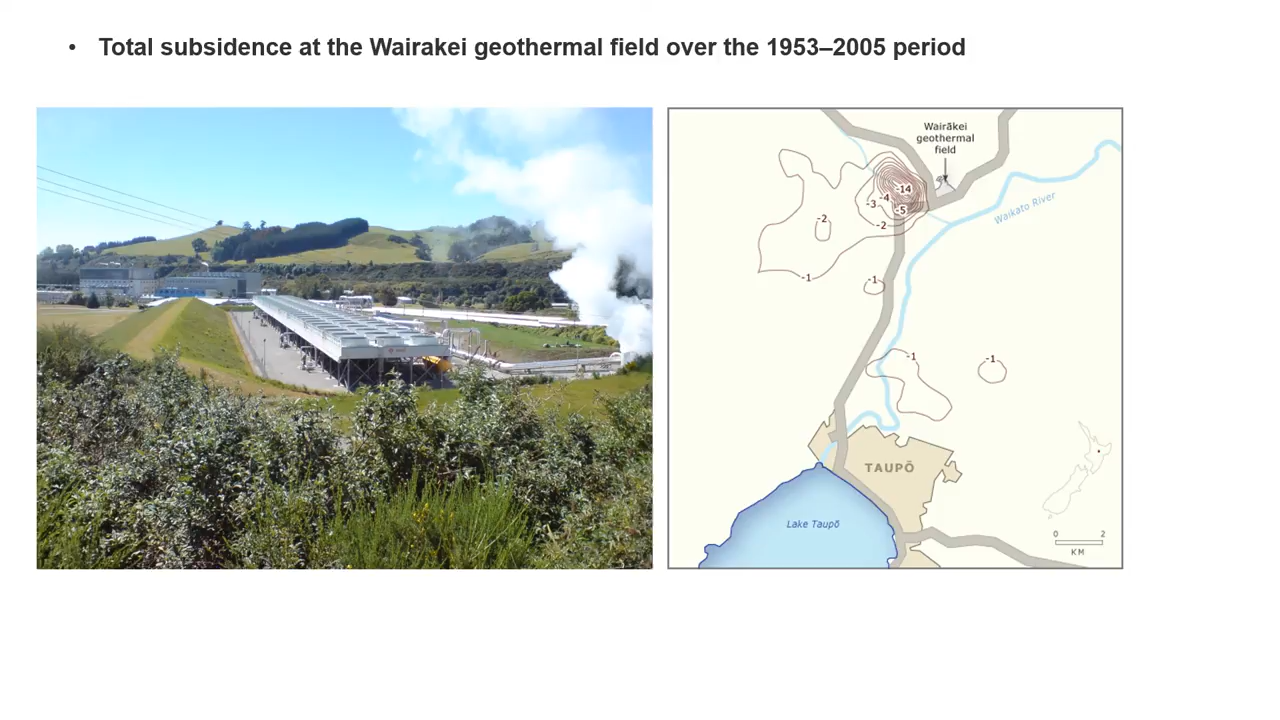 • Total subsidence at the Wairakei geothermal field over the 1953–2005 period
Wairākei
geothermal
field
-14
-4
-3
-5
-2
-2
Waikato River
-1
-1
-1
-1
TAUPŌ
Lake Taupō
0 2
KM